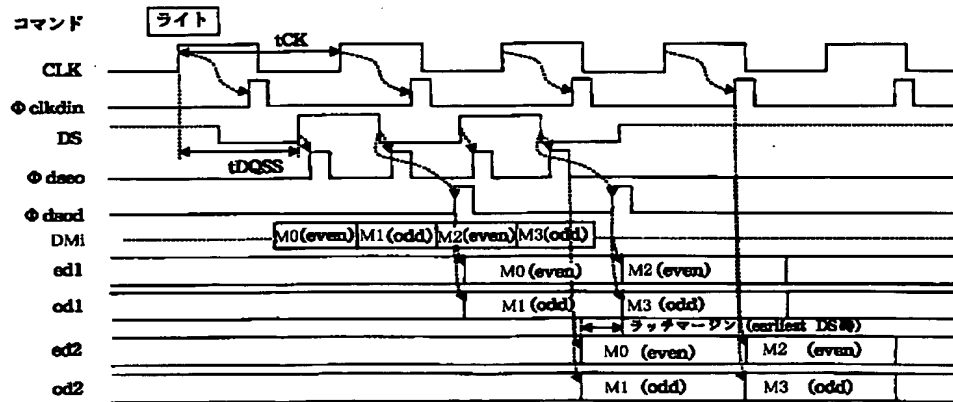 コマンド ライト
tCK
CLK
Φclkdin
DS
tDQSS
Φdseo
Φdsod
DMi M0(even) M1(odd) M2(even) M3(odd)
ed1 M0 (even) M2 (even)
od1 M1 (odd) M3 (odd)
ラッチマージン (earliest DS時)
ed2 M0 (even) M2 (even)
od2 M1 (odd) M3 (odd)